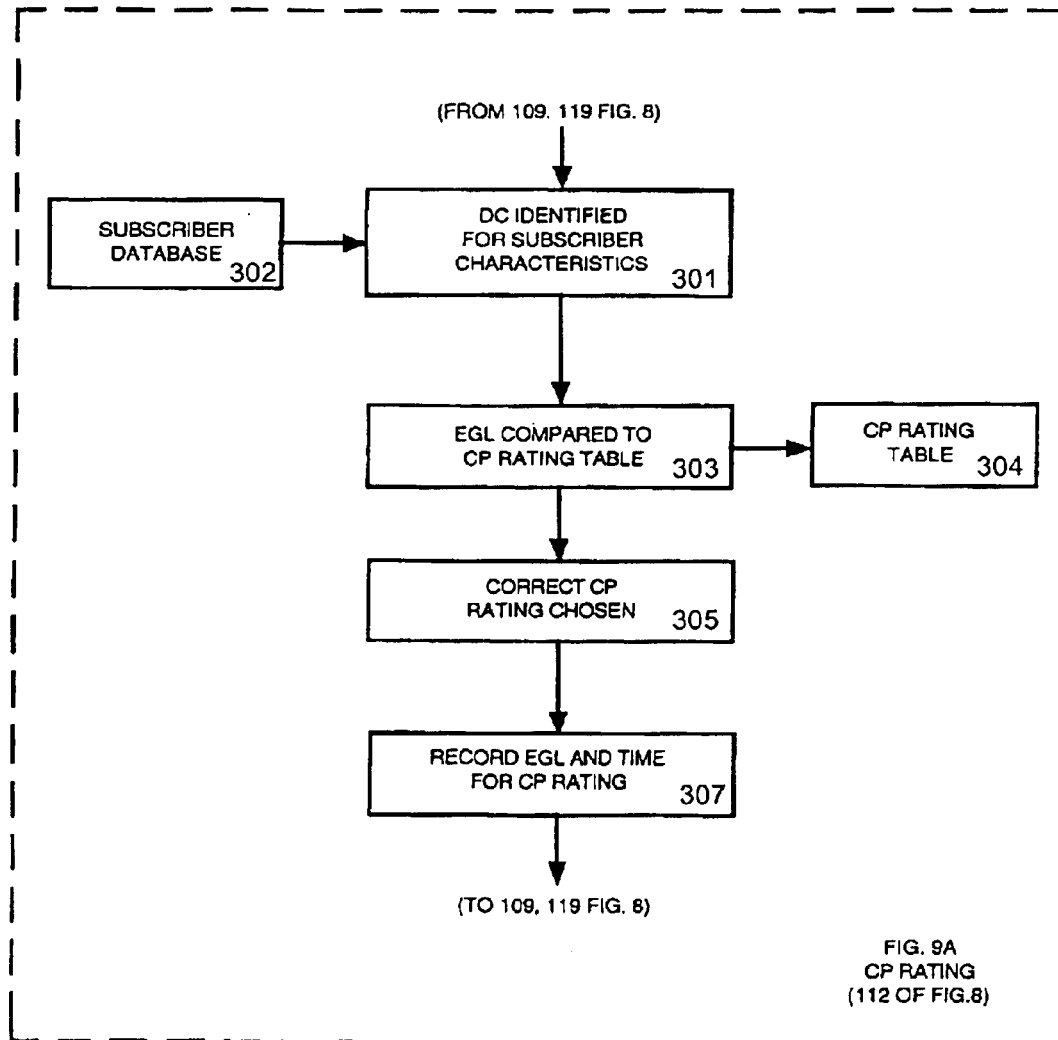 (FROM 109, 119 FIG. 8)
SUBSCRIBER
DATABASE
302
DC IDENTIFIED
FOR SUBSCRIBER
CHARACTERISTICS
301
EGL COMPARED TO
CP RATING TABLE
303
CP RATING
TABLE
304
CORRECT CP
RATING CHOSEN
305
RECORD EGL AND TIME
FOR CP RATING
307
(TO 109, 119 FIG. 8)
FIG. 9A
CP RATING
(112 OF FIG.8)